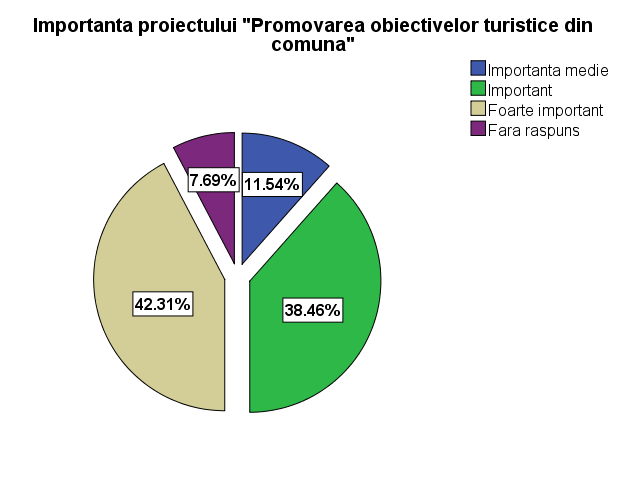 Importanta proiectului "Promovarea obiectivelor turistice din
comuna"
Importanta medie
Important
Foarte important
Fara raspuns
7.69%
11.54%
42.31%
38.46%